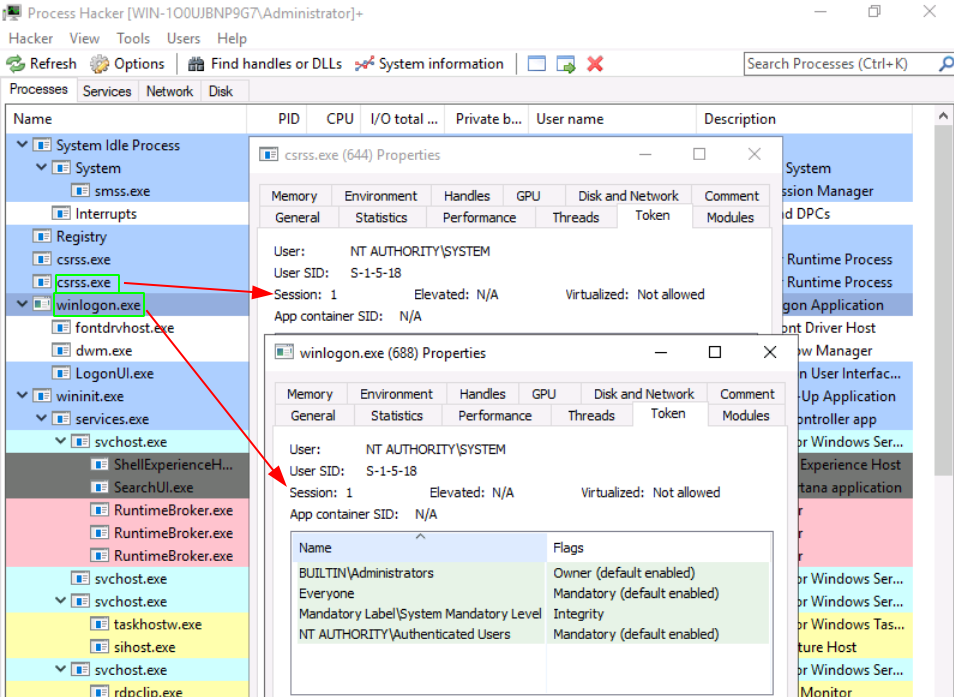 Process Hacker [WIN-1O0UJBNP9G7\Administrator]+
Hacker View Tools Users Help
Refresh Options Find handles or DLLs System information Search Processes (Ctrl+K)
Processes Services Network Disk
Name PID CPU I/O total ... Private b... User name Description
System Idle Process
System
smss.exe
Interrupts
Registry
csrss.exe
csrss.exe
winlogon.exe
fontdrvhost.exe
dwm.exe
LogonUI.exe
wininit.exe
services.exe
svchost.exe
ShellExperienceH...
SearchUI.exe
RuntimeBroker.exe
RuntimeBroker.exe
RuntimeBroker.exe
svchost.exe
svchost.exe
taskhostw.exe
sihost.exe
svchost.exe
rdpclip.exe
csrss.exe (644) Properties
Memory Environment Handles GPU Disk and Network Comment
General Statistics Performance Threads Token Modules
User: NT AUTHORITY\SYSTEM
User SID: S-1-5-18
Session: 1 Elevated: N/A Virtualized: Not allowed
App container SID: N/A
winlogon.exe (688) Properties
Memory Environment Handles GPU Disk and Network Comment
General Statistics Performance Threads Token Modules
User: NT AUTHORITY\SYSTEM
User SID: S-1-5-18
Session: 1 Elevated: N/A Virtualized: Not allowed
App container SID: N/A
Name Flags
BUILTIN\Administrators Owner (default enabled)
Everyone Mandatory (default enabled)
Mandatory Label\System Mandatory Level Integrity
NT AUTHORITY\Authenticated Users Mandatory (default enabled)
System
ssion Manager
d DPCs
Runtime Process
Runtime Process
gon Application
ont Driver Host
ow Manager
n User Interfac...
-Up Application
ontroller app
or Windows Ser...
Experience Host
rtana application
r
r
r
or Windows Ser...
or Windows Ser...
or Windows Tas...
ture Host
or Windows Ser...
Monitor